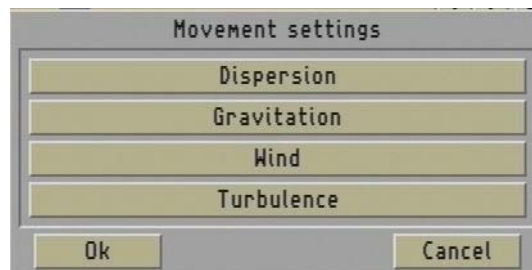 Movement settings
Dispersion
Gravitation
Wind
Turbulence
Ok
Cancel